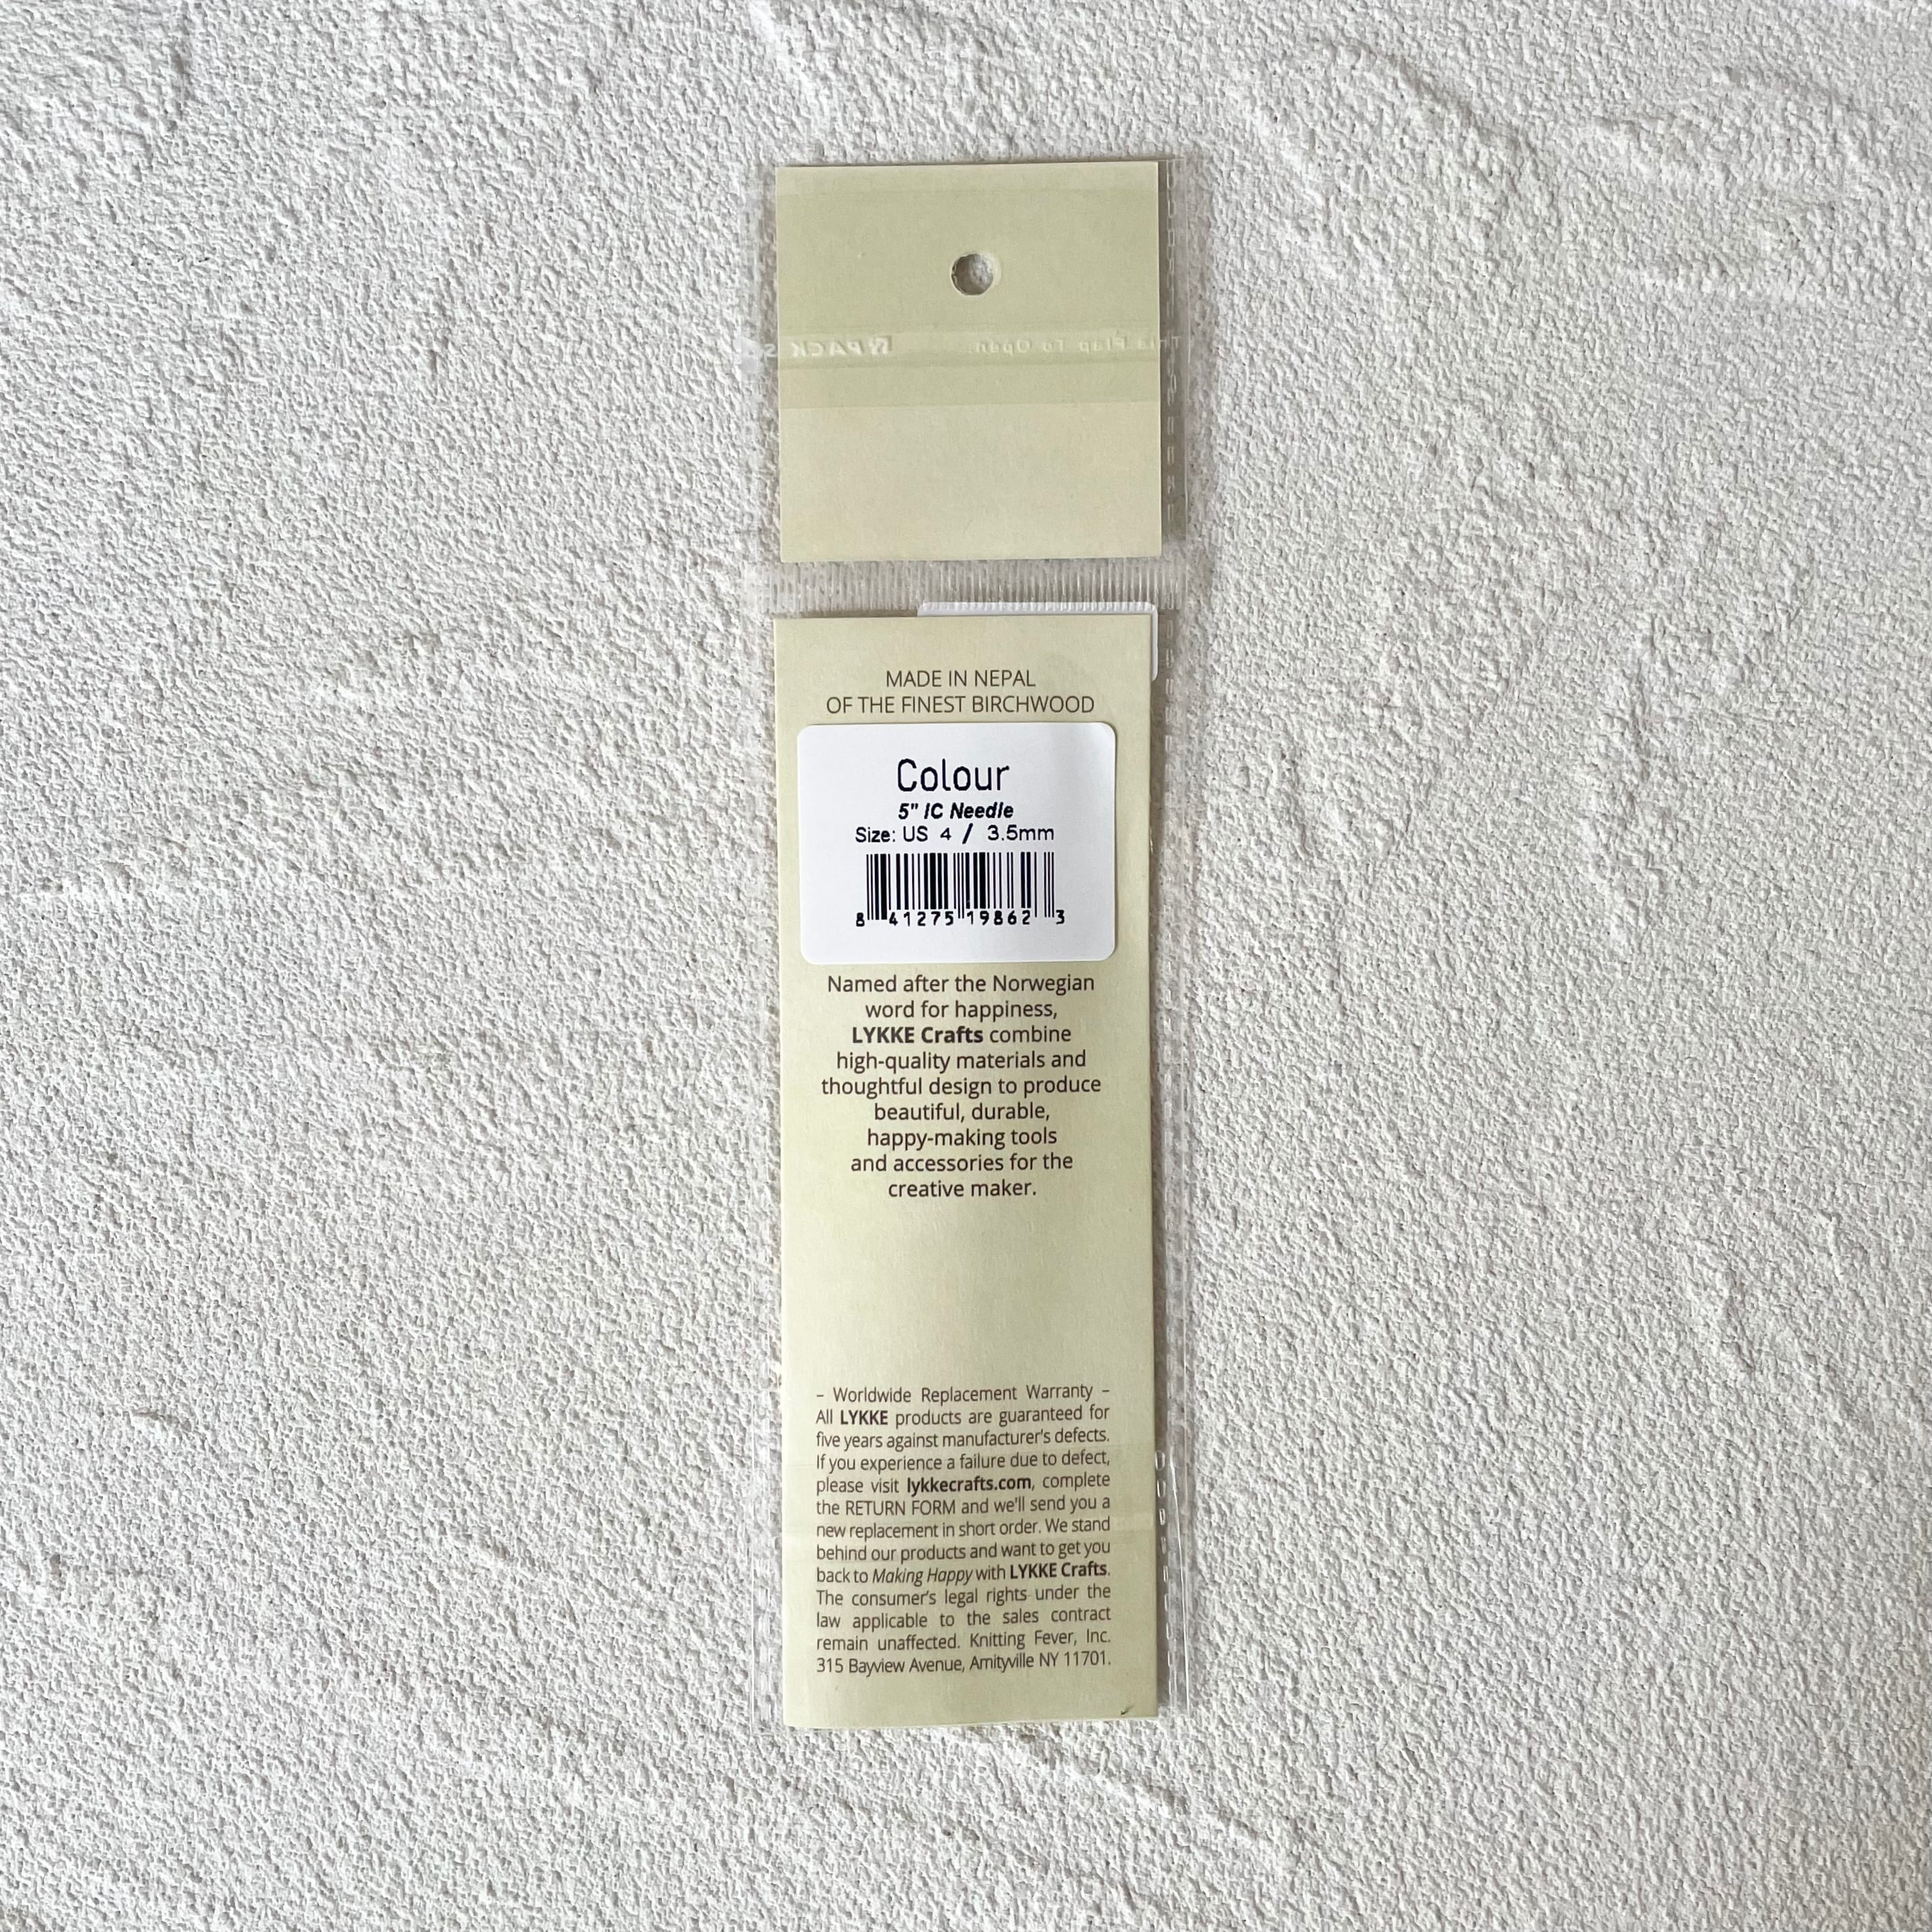 This Flap To Open
PACK
MADE IN NEPAL
OF THE FINEST BIRCHWOOD
Colour
5" IC Needle
Size: US 4 / 3.5mm
8 41275 19862 3
Named after the Norwegian
word for happiness,
LYKKE Crafts combine
high-quality materials and
thoughtful design to produce
beautiful, durable,
happy-making tools
and accessories for the
creative maker.
– Worldwide Replacement Warranty –
All LYKKE products are guaranteed for
five years against manufacturer's defects.
If you experience a failure due to defect,
please visit lykkecrafts.com, complete
the RETURN FORM and we'll send you a
new replacement in short order. We stand
behind our products and want to get you
back to Making Happy with LYKKE Crafts.
The consumer's legal rights under the
law applicable to the sales contract
remain unaffected. Knitting Fever, Inc.
315 Bayview Avenue, Amityville NY 11701.